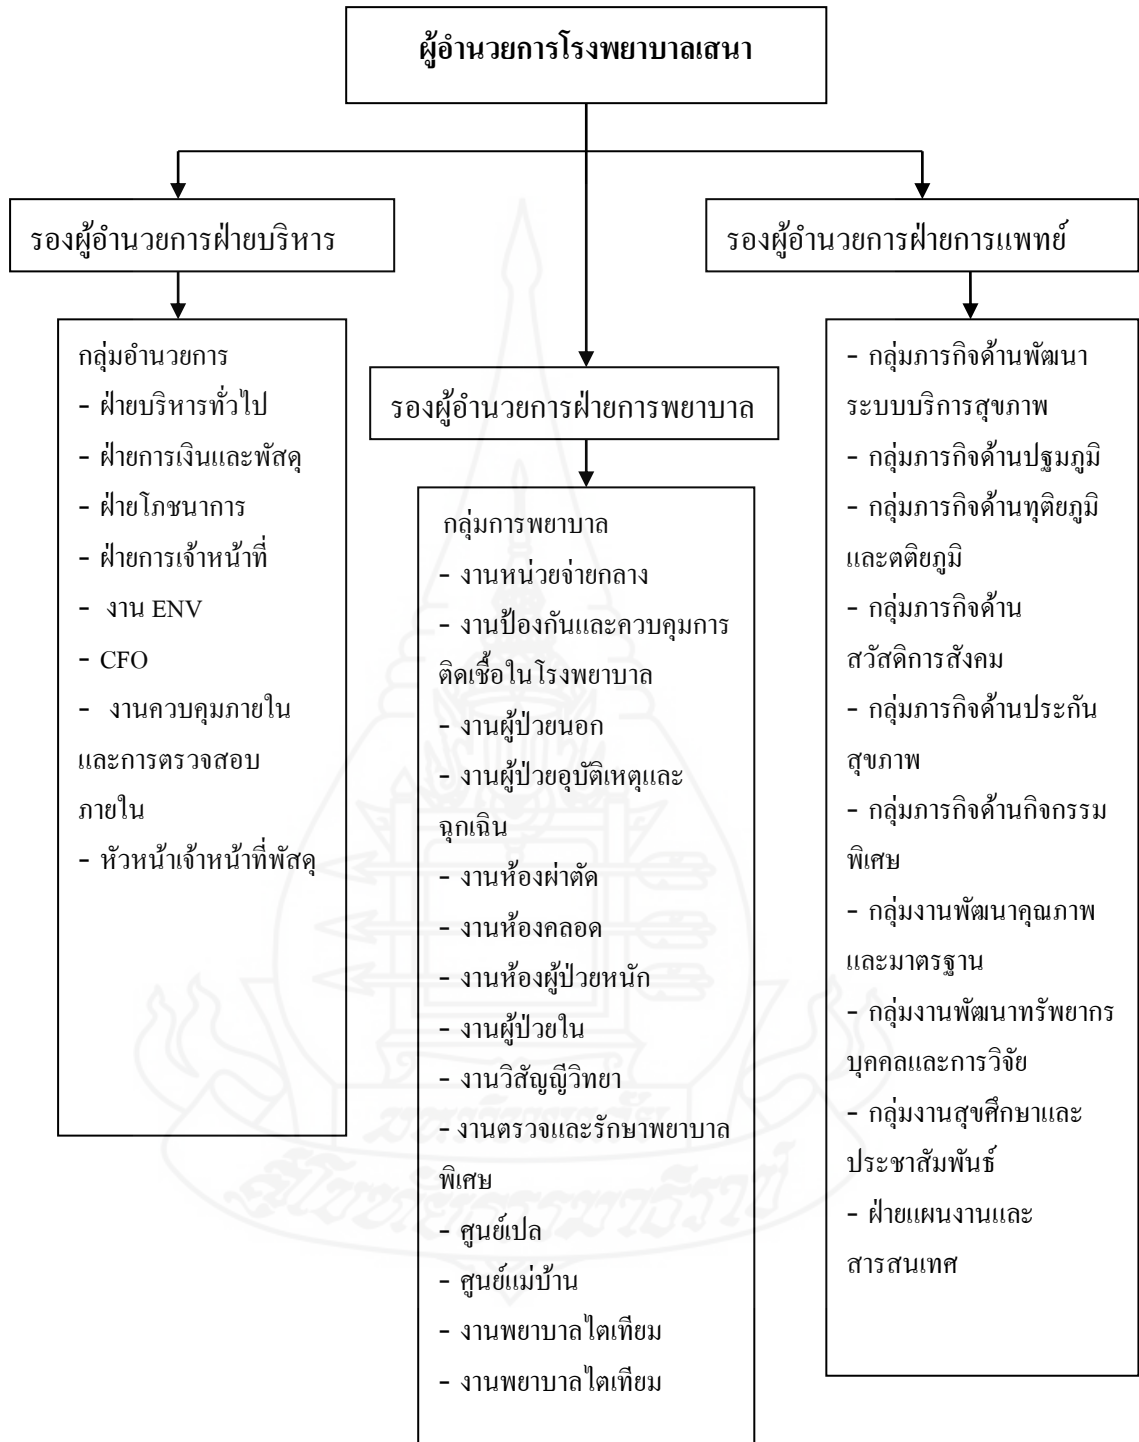 ผู้อำนวยการโรงพยาบาลเสนา
รองผู้อำนวยการฝ่ายบริหาร
กลุ่มอำนวยการ
- ฝ่ายบริหารทั่วไป
- ฝ่ายการเงินและพัสดุ
- ฝ่ายโภชนาการ
- ฝ่ายการเจ้าหน้าที่
- งาน ENV
- CFO
- งานควบคุมภายใน
และการตรวจสอบ
ภายใน
- หัวหน้าเจ้าหน้าที่พัสดุ
รองผู้อำนวยการฝ่ายการพยาบาล
กลุ่มการพยาบาล
- งานหน่วยจ่ายกลาง
- งานป้องกันและควบคุมการ
ติดเชื้อในโรงพยาบาล
- งานผู้ป่วยนอก
- งานผู้ป่วยอุบัติเหตุและ
ฉุกเฉิน
- งานห้องผ่าตัด
- งานห้องคลอด
- งานห้องผู้ป่วยหนัก
- งานผู้ป่วยใน
- งานวิสัญญีวิทยา
- งานตรวจและรักษาพยาบาล
พิเศษ
- ศูนย์เปล
- ศูนย์แม่บ้าน
- งานพยาบาลไตเทียม
- งานพยาบาลไตเทียม
รองผู้อำนวยการฝ่ายการแพทย์
- กลุ่มภารกิจด้านพัฒนา
ระบบบริการสุขภาพ
- กลุ่มภารกิจด้านปฐมภูมิ
- กลุ่มภารกิจด้านทุติยภูมิ
และตติยภูมิ
- กลุ่มภารกิจด้าน
สวัสดิการสังคม
- กลุ่มภารกิจด้านประกัน
สุขภาพ
- กลุ่มภารกิจด้านกิจกรรม
พิเศษ
- กลุ่มงานพัฒนาคุณภาพ
และมาตรฐาน
- กลุ่มงานพัฒนาทรัพยากร
บุคคลและการวิจัย
- กลุ่มงานสุขศึกษาและ
ประชาสัมพันธ์
- ฝ่ายแผนงานและ
สารสนเทศ